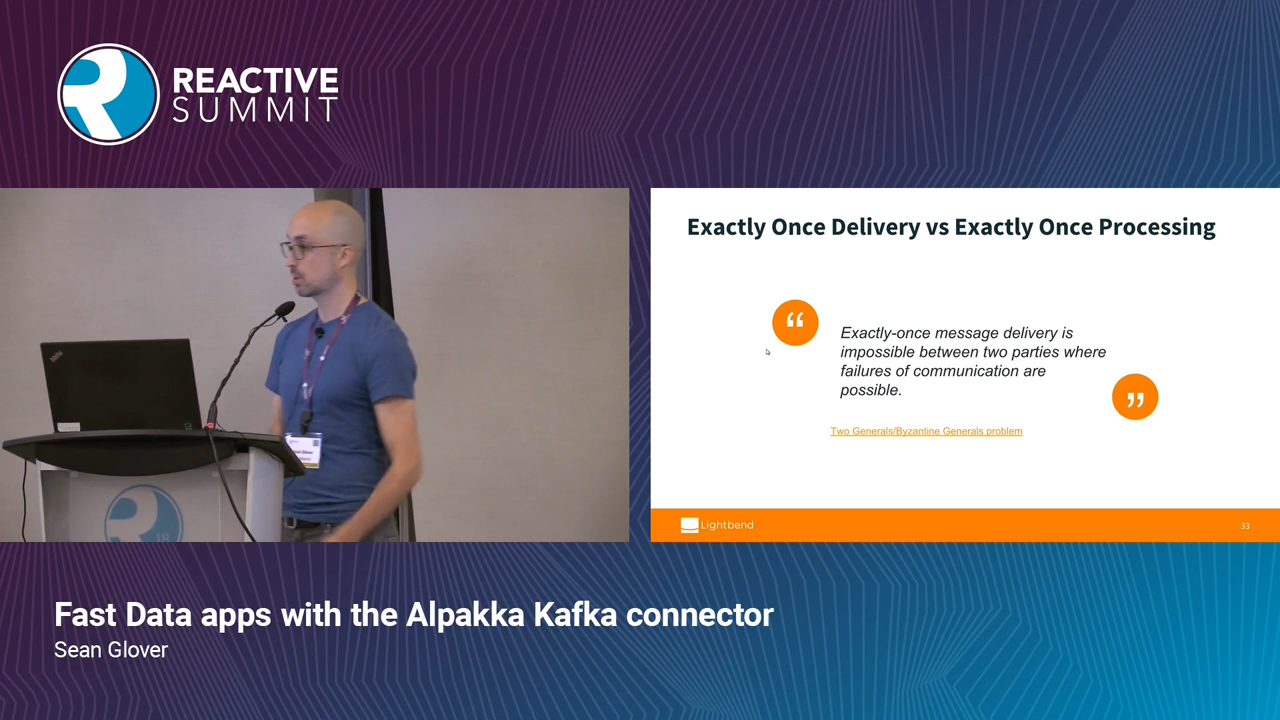 REACTIVE
SUMMIT
Exactly Once Delivery vs Exactly Once Processing
“
Exactly-once message delivery is
impossible between two parties where
failures of communication are
possible.
”
Two Generals/Byzantine Generals problem
Lightbend
33
Fast Data apps with the Alpakka Kafka connector
Sean Glover